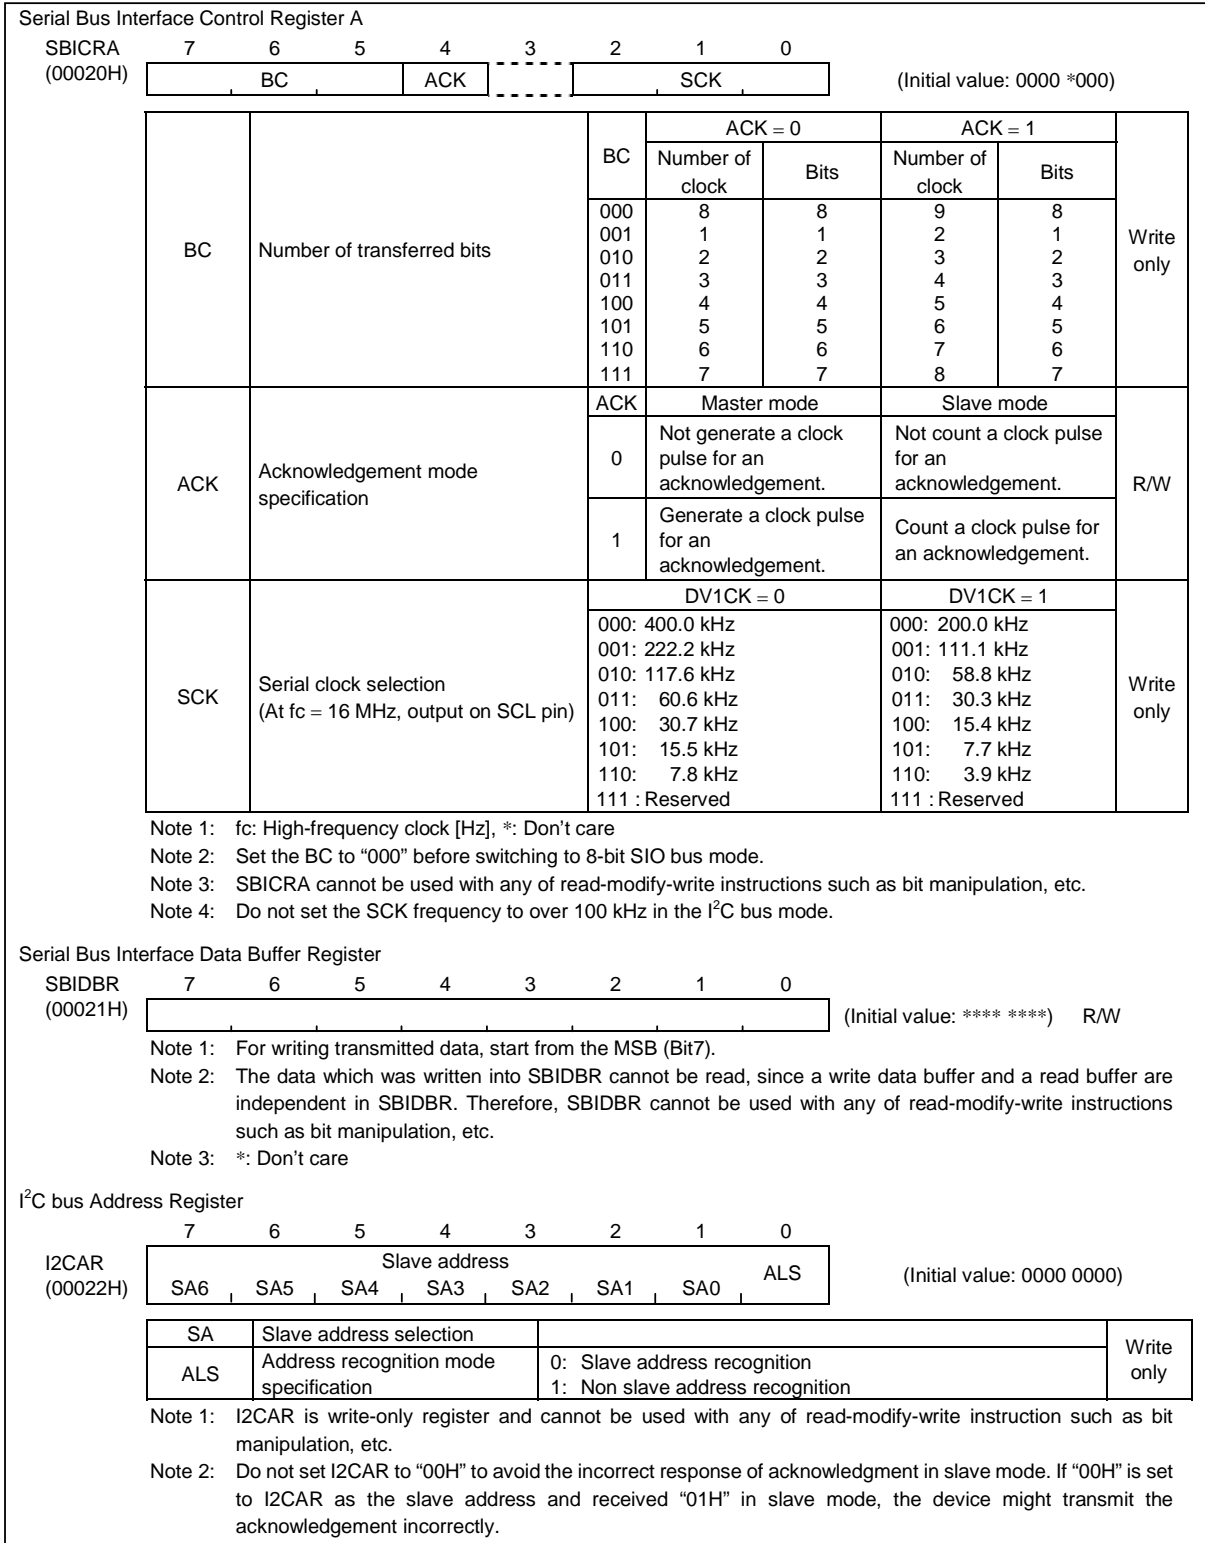 Serial Bus Interface Control Register A
SBICRA 7 6 5 4 3 2 1 0
(00020H) BC ACK SCK (Initial value: 0000 *000)
ACK = 0 ACK = 1
BC Number of clock Bits Number of clock Bits
000 8 8 9 8
001 1 1 2 1
BC Number of transferred bits 010 2 2 3 2 Write only
011 3 3 4 3
100 4 4 5 4
101 5 5 6 5
110 6 6 7 6
111 7 7 8 7
ACK Master mode Slave mode
ACK Acknowledgement mode specification R/W
0 Not generate a clock pulse for an acknowledgement. Not count a clock pulse for an acknowledgement.
1 Generate a clock pulse for an acknowledgement. Count a clock pulse for an acknowledgement.
DV1CK = 0 DV1CK = 1
SCK Serial clock selection (At fc = 16 MHz, output on SCL pin) Write only
000: 400.0 kHz 000: 200.0 kHz
001: 222.2 kHz 001: 111.1 kHz
010: 117.6 kHz 010: 58.8 kHz
011: 60.6 kHz 011: 30.3 kHz
100: 30.7 kHz 100: 15.4 kHz
101: 15.5 kHz 101: 7.7 kHz
110: 7.8 kHz 110: 3.9 kHz
111 : Reserved 111 : Reserved
Note 1: fc: High-frequency clock [Hz], *: Don't care
Note 2: Set the BC to “000” before switching to 8-bit SIO bus mode.
Note 3: SBICRA cannot be used with any of read-modify-write instructions such as bit manipulation, etc.
Note 4: Do not set the SCK frequency to over 100 kHz in the I²C bus mode.
Serial Bus Interface Data Buffer Register
SBIDBR 7 6 5 4 3 2 1 0
(00021H) (Initial value: **** ****) R/W
Note 1: For writing transmitted data, start from the MSB (Bit7).
Note 2: The data which was written into SBIDBR cannot be read, since a write data buffer and a read buffer are
independent in SBIDBR. Therefore, SBIDBR cannot be used with any of read-modify-write instructions
such as bit manipulation, etc.
Note 3: *: Don't care
I²C bus Address Register
7 6 5 4 3 2 1 0
I2CAR Slave address ALS
(00022H) SA6 SA5 SA4 SA3 SA2 SA1 SA0 (Initial value: 0000 0000)
SA Slave address selection Write only
ALS Address recognition mode specification
0: Slave address recognition
1: Non slave address recognition
Note 1: I2CAR is write-only register and cannot be used with any of read-modify-write instruction such as bit
manipulation, etc.
Note 2: Do not set I2CAR to “00H” to avoid the incorrect response of acknowledgment in slave mode. If “00H” is set
to I2CAR as the slave address and received “01H” in slave mode, the device might transmit the
acknowledgement incorrectly.